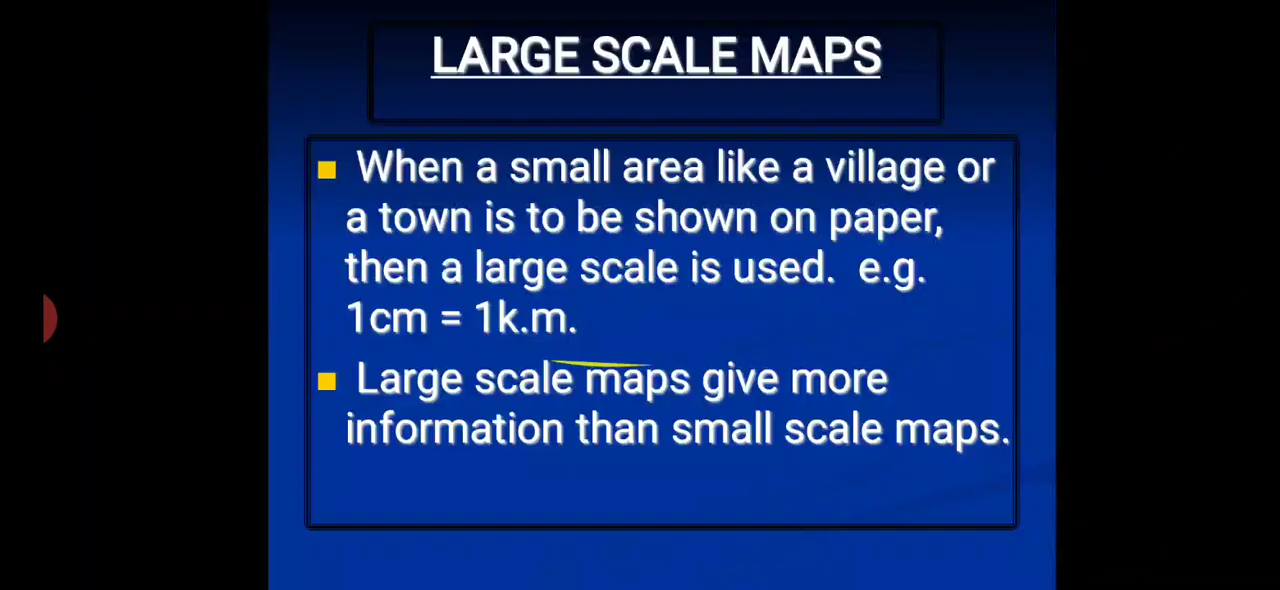 LARGE SCALE MAPS
When a small area like a village or
a town is to be shown on paper,
then a large scale is used.  e.g.
1cm = 1k.m.
Large scale maps give more
information than small scale maps.